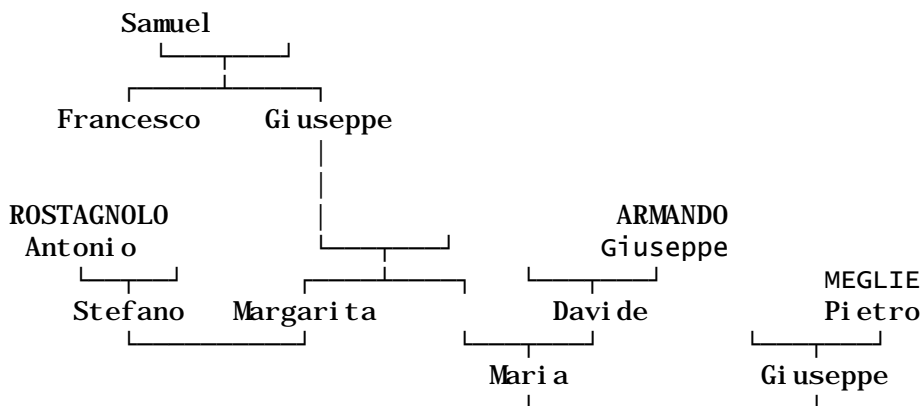 Samuel
Francesco Giuseppe
ROSTAGNOLO ARMANDO
Antonio Giuseppe
MEGLIE
Stefano Margarita Davide Pietro
Maria Giuseppe